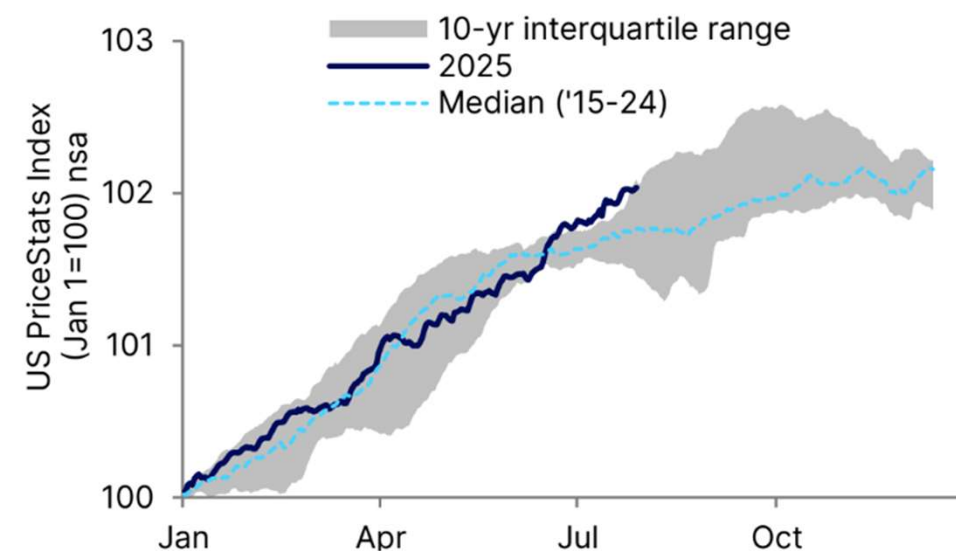 10-yr interquartile range
2025
Median ('15-24)
US PriceStats Index
(Jan 1=100) nsa
103
102
101
100
Jan
Apr
Jul
Oct